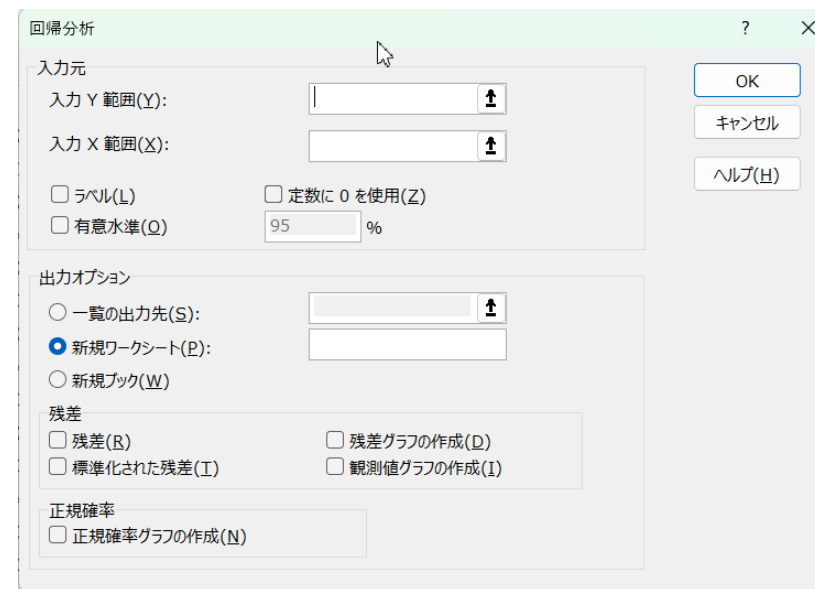 回帰分析 ?
入力元
入力 Y 範囲(Y):
入力 X 範囲(X):
ラベル(L) 定数に 0 を使用(Z)
有意水準(O) 95 %
OK
キャンセル
ヘルプ(H)
出力オプション
一覧の出力先(S):
新規ワークシート(P):
新規ブック(W)
残差
残差(R) 残差グラフの作成(D)
標準化された残差(T) 観測値グラフの作成(I)
正規確率
正規確率グラフの作成(N)